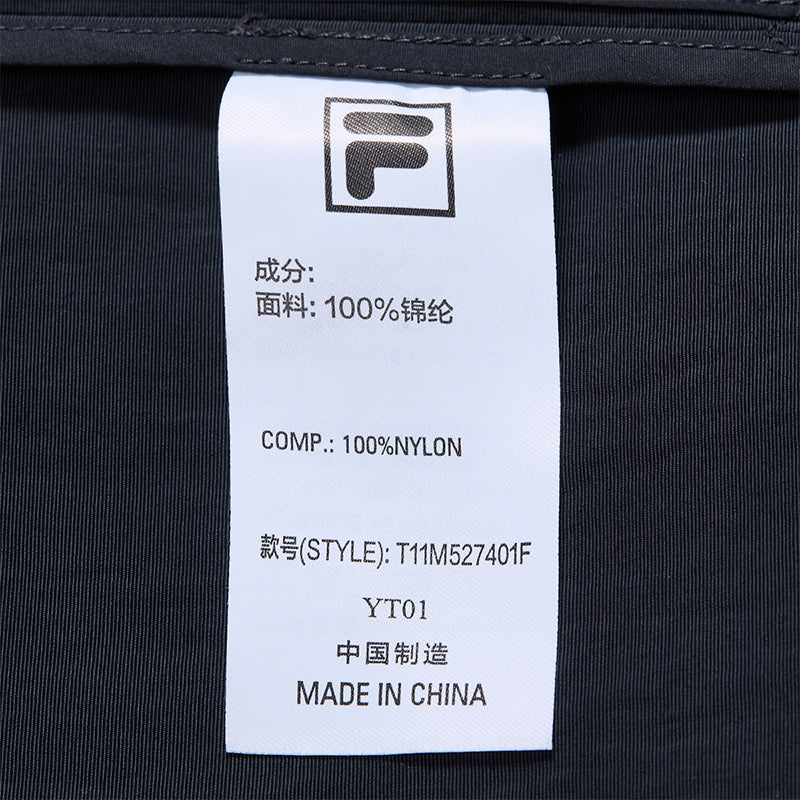 F
成分:
面料: 100%锦纶
COMP.: 100%NYLON
款号(STYLE): T11M527401F
YT01
中国制造
MADE IN CHINA